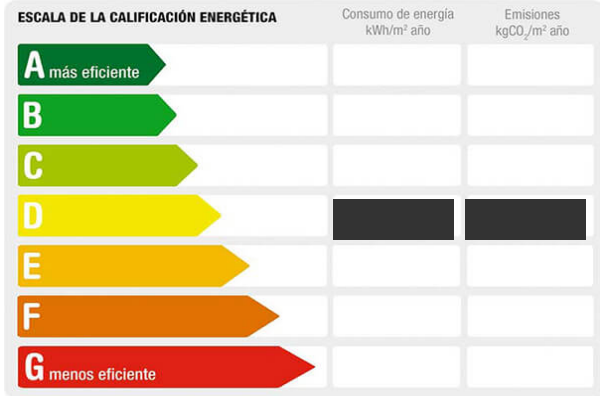 ESCALA DE LA CALIFICACIÓN ENERGÉTICA
Consumo de energía
kWh/m² año
Emisiones
kgCO₂/m² año
A más eficiente
B
C
D
E
F
G menos eficiente